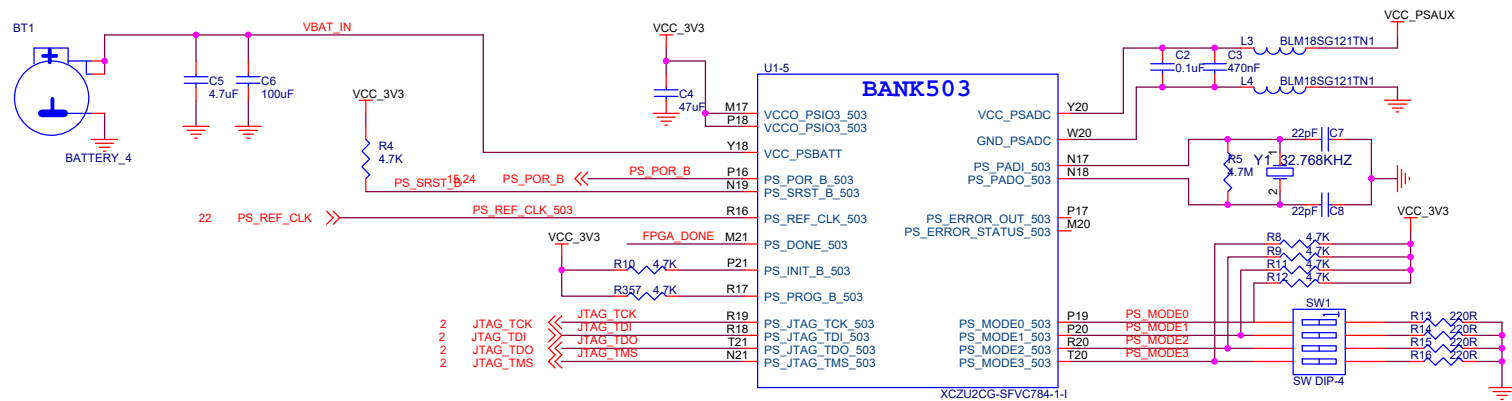 BT1
BATTERY_4
VBAT_IN
C5
4.7uF
C6
100uF
VCC_3V3
R4
4.7K
VCC_3V3
C4
47uF
PS_SRST_B
15,24
PS_POR_B
PS_POR_B
22
PS_REF_CLK
PS_REF_CLK_503
FPGA_DONE
VCC_3V3
R10
4.7K
R357
4.7K
2
JTAG_TCK
JTAG_TCK
2
JTAG_TDI
JTAG_TDI
2
JTAG_TDO
JTAG_TDO
2
JTAG_TMS
JTAG_TMS
U1-5
BANK503
M17
VCCO_PSIO3_503
P18
VCCO_PSIO3_503
Y18
VCC_PSBATT
P16
PS_POR_B_503
N19
PS_SRST_B_503
R16
PS_REF_CLK_503
M21
PS_DONE_503
P21
PS_INIT_B_503
R17
PS_PROG_B_503
R19
PS_JTAG_TCK_503
R18
PS_JTAG_TDI_503
T21
PS_JTAG_TDO_503
N21
PS_JTAG_TMS_503
VCC_PSADC
Y20
GND_PSADC
W20
PS_PADI_503
N17
PS_PADO_503
N18
PS_ERROR_OUT_503
P17
PS_ERROR_STATUS_503
M20
PS_MODE0_503
P19
PS_MODE1_503
P20
PS_MODE2_503
R20
PS_MODE3_503
T20
XCZU2CG-SFVC784-1-I
VCC_PSAUX
L3
BLM18SG121TN1
C2
0.1uF
C3
470nF
L4
BLM18SG121TN1
22pF
C7
R5
4.7M
Y1
32.768KHZ
1
2
22pF
C8
VCC_3V3
R8
4.7K
R9
4.7K
R11
4.7K
R12
4.7K
PS_MODE0
PS_MODE1
PS_MODE2
PS_MODE3
SW1
1
SW DIP-4
R13
220R
R14
220R
R15
220R
R16
220R